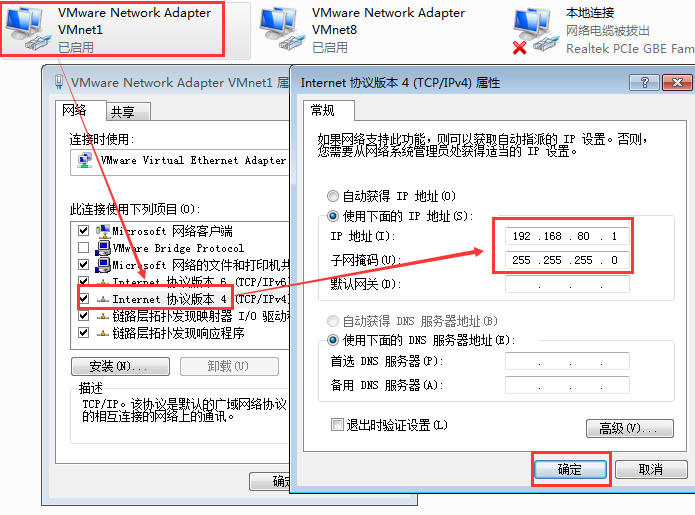 VMware Network Adapter
VMnet1
已启用
VMware Network Adapter
VMnet8
已启用
本地连接
网络电缆被拔出
Realtek PCIe GBE Fam
VMware Network Adapter VMnet1 属
网络
共享
连接时使用:
VMware Virtual Ethernet Adapter
此连接使用下列项目(O):
Microsoft 网络客户端
VMware Bridge Protocol
Microsoft 网络的文件和打印机共
Internet 协议版本 6 (TCP/IPv6)
Internet 协议版本 4 (TCP/IPv4)
链路层拓扑发现映射器 I/O 驱动程
链路层拓扑发现响应程序
安装(N)...
卸载(U)
描述
TCP/IP。该协议是默认的广域网络协议
的相互连接的网络上的通讯。
确定
Internet 协议版本 4 (TCP/IPv4) 属性
常规
如果网络支持此功能，则可以获取自动指派的 IP 设置。否则，
您需要从网络系统管理员处获得适当的 IP 设置。
自动获得 IP 地址(O)
使用下面的 IP 地址(S):
IP 地址(I):
192 .168 .80 .1
子网掩码(U):
255 .255 .255 .0
默认网关(D):
. . .
自动获得 DNS 服务器地址(B)
使用下面的 DNS 服务器地址(E):
首选 DNS 服务器(P):
. . .
备用 DNS 服务器(A):
. . .
退出时验证设置(L)
高级(V)...
确定
取消